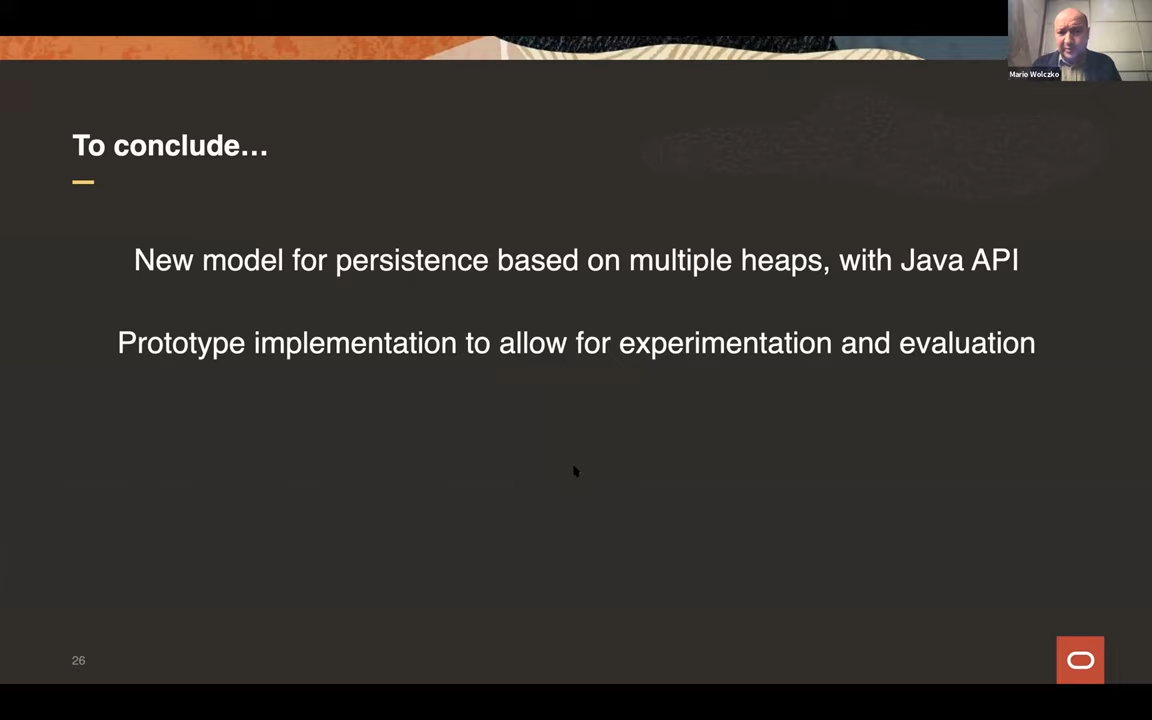 Mario Wolczko
To conclude...
New model for persistence based on multiple heaps, with Java API
Prototype implementation to allow for experimentation and evaluation
26